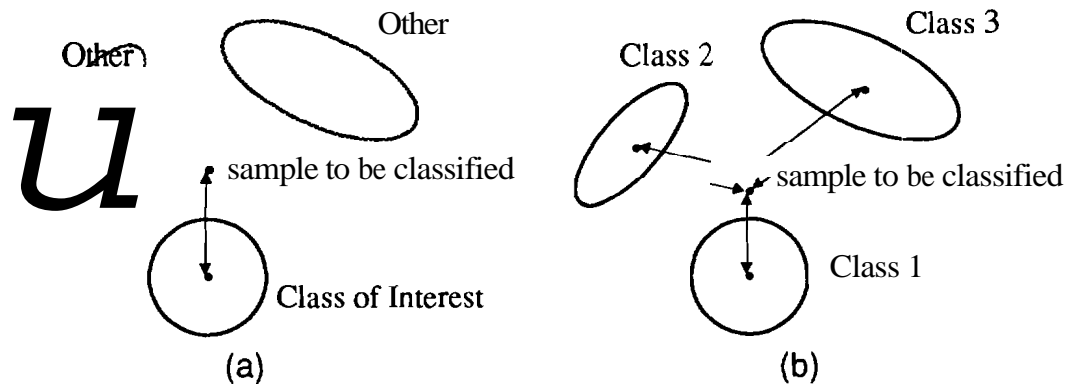 Other
Other
u
sample to be classified
Class of Interest
(a)
Class 3
Class 2
sample to be classified
Class 1
(b)